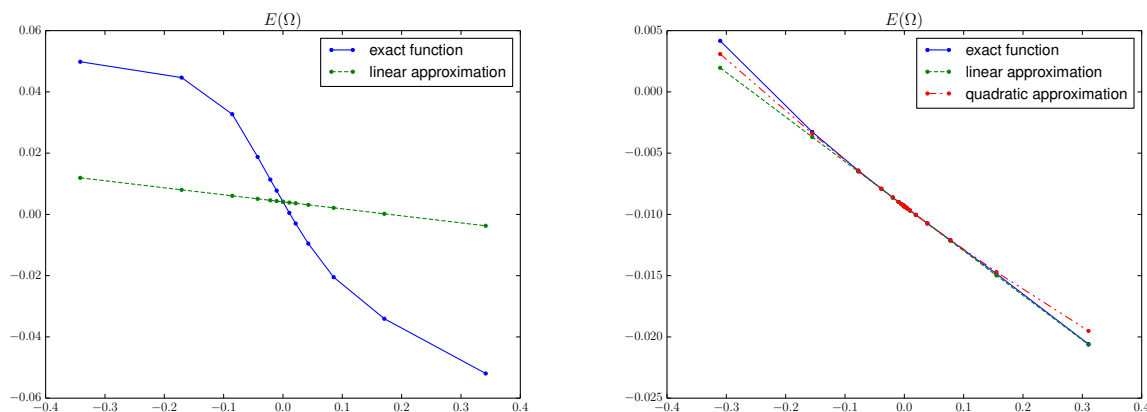 E(Ω)
0.06
0.04
0.02
0.00
−0.02
−0.04
−0.06
−0.4 −0.3 −0.2 −0.1 0.0 0.1 0.2 0.3 0.4
exact function
linear approximation
E(Ω)
0.005
0.000
−0.005
−0.010
−0.015
−0.020
−0.025
−0.4 −0.3 −0.2 −0.1 0.0 0.1 0.2 0.3 0.4
exact function
linear approximation
quadratic approximation